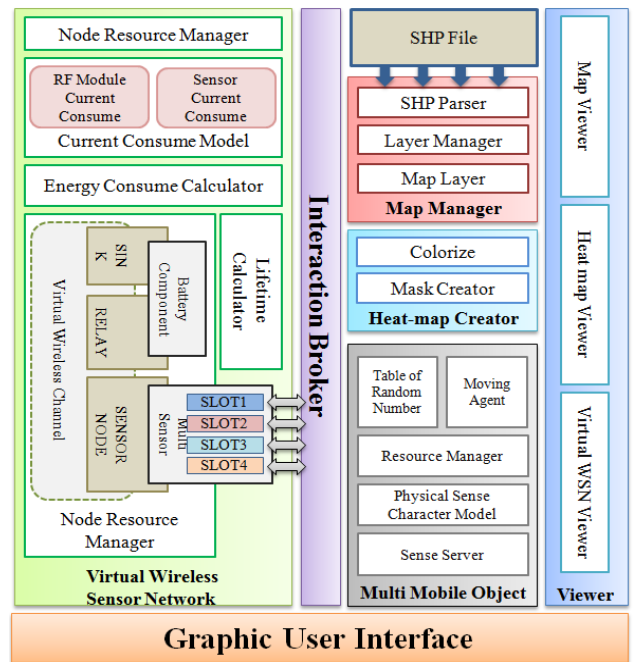 Node Resource Manager
RF Module
Current
Consume
Sensor
Current
Consume
Current Consume Model
Energy Consume Calculator
Virtual Wireless Channel
SIN
K
RELAY
SENSOR
NODE
Battery
Component
Lifetime
Calculator
Multi
Sensor
SLOT1
SLOT2
SLOT3
SLOT4
Node Resource
Manager
Virtual Wireless
Sensor Network
Interaction Broker
SHP File
SHP Parser
Layer Manager
Map Layer
Map Manager
Colorize
Mask Creator
Heat-map Creator
Table of
Random
Number
Moving
Agent
Resource Manager
Physical Sense
Character Model
Sense Server
Multi Mobile Object
Map Viewer
Heat map Viewer
Virtual WSN Viewer
Viewer
Graphic User Interface